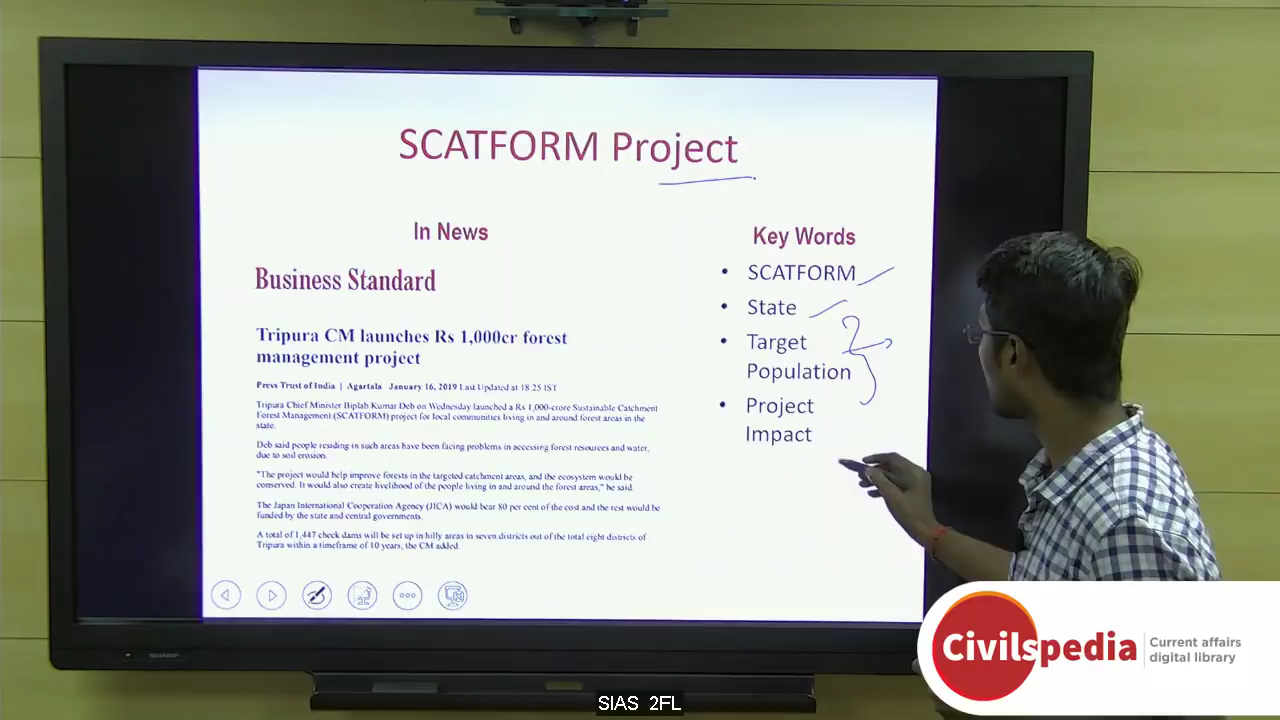 SCATFORM Project
In News
Business Standard
Tripura CM launches Rs 1,000cr forest
management project
Press Trust of India | Agartala January 16, 2019 Last Updated at 18:25 IST
Tripura Chief Minister Biplab Kumar Deb on Wednesday launched a Rs 1,000-crore Sustainable Catchment
Forest Management (SCATFORM) project for local communities living in and around forest areas in the
state.
Deb said people residing in such areas have been facing problems in accessing forest resources and water,
due to soil erosion.
"The project would help improve forests in the targeted catchment areas, and the ecosystem would be
conserved. It would also create livelihood of the people living in and around the forest areas," he said.
The Japan International Cooperation Agency (JICA) would bear 80 per cent of the cost and the rest would be
funded by the state and central governments.
A total of 1,447 check dams will be set up in hilly areas in seven districts out of the total eight districts of
Tripura within a timeframe of 10 years, the CM added.
Key Words
• SCATFORM
• State
• Target
Population
• Project
Impact
SHARP
Civilspedia
Current affairs
digital library
SIAS 2FL